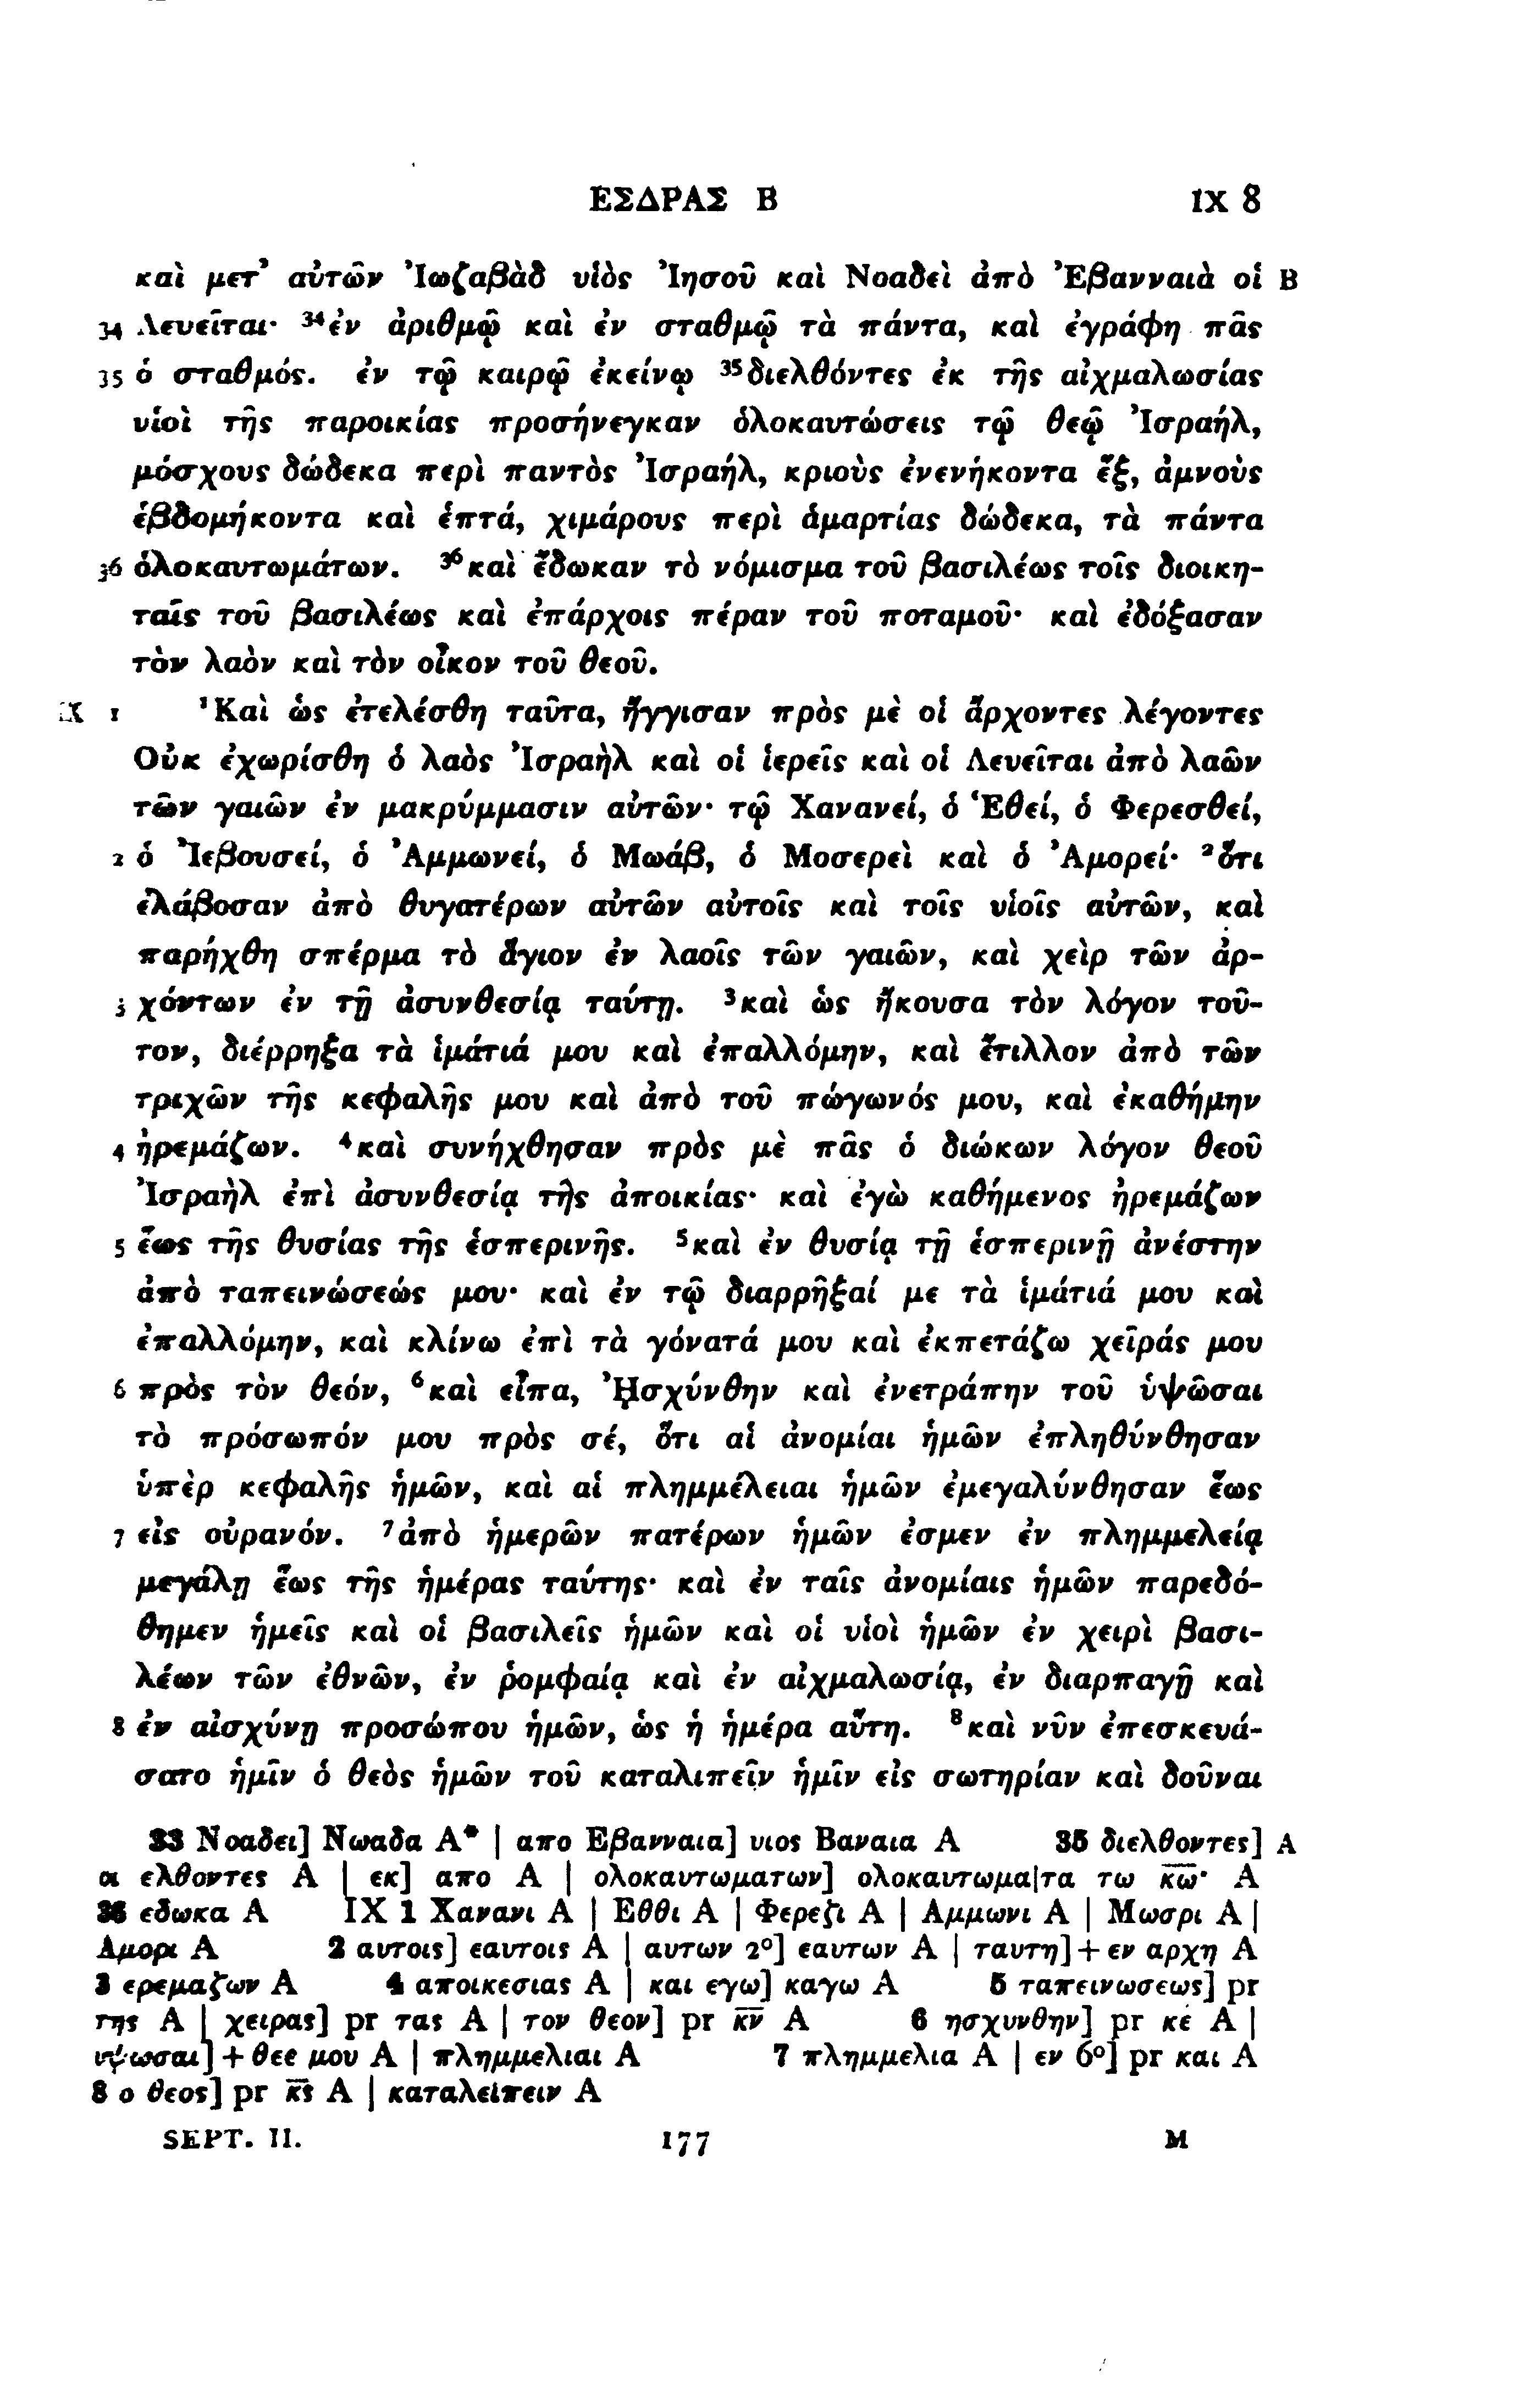 ΕΣΔΡΑΣ Β IX 8
καὶ μετ᾽ αὐτῶν Ἰωζαβὰδ υἱὸς Ἰησοῦ καὶ Νοαδεὶ ἀπὸ Ἐβανναιὰ οἱ B
34 Λευεῖται· ³⁴ἐν ἀριθμῷ καὶ ἐν σταθμῷ τὰ πάντα, καὶ ἐγράφη πᾶς
35 ὁ σταθμός. ἐν τῷ καιρῷ ἐκείνῳ ³⁵διελθόντες ἐκ τῆς αἰχμαλωσίας
υἱοὶ τῆς παροικίας προσήνεγκαν ὁλοκαυτώσεις τῷ θεῷ Ἰσραήλ,
μόσχους δώδεκα περὶ παντὸς Ἰσραήλ, κριοὺς ἐνενήκοντα ἕξ, ἀμνοὺς
ἑβδομήκοντα καὶ ἑπτά, χιμάρους περὶ ἁμαρτίας δώδεκα, τὰ πάντα
36 ὁλοκαυτωμάτων. ³⁶καὶ ἔδωκαν τὸ νόμισμα τοῦ βασιλέως τοῖς διοικη-
ταῖς τοῦ βασιλέως καὶ ἐπάρχοις πέραν τοῦ ποταμοῦ· καὶ ἐδόξασαν
τὸν λαὸν καὶ τὸν οἶκον τοῦ θεοῦ.
IX 1 ¹Καὶ ὡς ἐτελέσθη ταῦτα, ἤγγισαν πρὸς μὲ οἱ ἄρχοντες λέγοντες
Οὐκ ἐχωρίσθη ὁ λαὸς Ἰσραὴλ καὶ οἱ ἱερεῖς καὶ οἱ Λευεῖται ἀπὸ λαῶν
τῶν γαιῶν ἐν μακρύμμασιν αὐτῶν· τῷ Χανανεί, ὁ Ἑθεί, ὁ Φερεσθεί,
2 ὁ Ἰεβουσεί, ὁ Ἀμμωνεί, ὁ Μωάβ, ὁ Μοσερεὶ καὶ ὁ Ἀμορεί· ²ὅτι
ἐλάβοσαν ἀπὸ θυγατέρων αὐτῶν αὐτοῖς καὶ τοῖς υἱοῖς αὐτῶν, καὶ
παρήχθη σπέρμα τὸ ἅγιον ἐν λαοῖς τῶν γαιῶν, καὶ χεὶρ τῶν ἀρ-
3 χόντων ἐν τῇ ἀσυνθεσίᾳ ταύτῃ. ³καὶ ὡς ἤκουσα τὸν λόγον τοῦ-
τον, διέρρηξα τὰ ἱμάτιά μου καὶ ἐπαλλόμην, καὶ ἔτιλλον ἀπὸ τῶν
τριχῶν τῆς κεφαλῆς μου καὶ ἀπὸ τοῦ πώγωνός μου, καὶ ἐκαθήμην
4 ἠρεμάζων. ⁴καὶ συνήχθησαν πρὸς μὲ πᾶς ὁ διώκων λόγον θεοῦ
Ἰσραὴλ ἐπὶ ἀσυνθεσίᾳ τῆς ἀποικίας· καὶ ἐγὼ καθήμενος ἠρεμάζων
5 ἕως τῆς θυσίας τῆς ἑσπερινῆς. ⁵καὶ ἐν θυσίᾳ τῇ ἑσπερινῇ ἀνέστην
ἀπὸ ταπεινώσεώς μου· καὶ ἐν τῷ διαρρῆξαί με τὰ ἱμάτιά μου καὶ
ἐπαλλόμην, καὶ κλίνω ἐπὶ τὰ γόνατά μου καὶ ἐκπετάζω χεῖράς μου
6 πρὸς τὸν θεόν, ⁶καὶ εἶπα, ᾘσχύνθην καὶ ἐνετράπην τοῦ ὑψῶσαι
τὸ πρόσωπόν μου πρὸς σέ, ὅτι αἱ ἀνομίαι ἡμῶν ἐπληθύνθησαν
ὑπὲρ κεφαλῆς ἡμῶν, καὶ αἱ πλημμέλειαι ἡμῶν ἐμεγαλύνθησαν ἕως
7 εἰς οὐρανόν. ⁷ἀπὸ ἡμερῶν πατέρων ἡμῶν ἐσμεν ἐν πλημμελείᾳ
μεγάλῃ ἕως τῆς ἡμέρας ταύτης· καὶ ἐν ταῖς ἀνομίαις ἡμῶν παρεδό-
θημεν ἡμεῖς καὶ οἱ βασιλεῖς ἡμῶν καὶ οἱ υἱοὶ ἡμῶν ἐν χειρὶ βασι-
λέων τῶν ἐθνῶν, ἐν ῥομφαίᾳ καὶ ἐν αἰχμαλωσίᾳ, ἐν διαρπαγῇ καὶ
8 ἐν αἰσχύνῃ προσώπου ἡμῶν, ὡς ἡ ἡμέρα αὕτη. ⁸καὶ νῦν ἐπεσκευά-
σατο ἡμῖν ὁ θεὸς ἡμῶν τοῦ καταλιπεῖν ἡμῖν εἰς σωτηρίαν καὶ δοῦναι
33 Νοαδει] Νωαδα A* | απο Εβανναια] υιος Βαναια A 35 διελθοντες] A
οι ελθοντες A | εκ] απο A | ολοκαυτωματων] ολοκαυτωμα|τα τω κ̅ω̅· A
36 εδωκα A IX 1 Χανανι A | Εθθι A | Φερεζι A | Αμμωνι A | Μωσρι A |
Αμορι A 2 αυτοις] εαυτοις A | αυτων 2º] εαυτων A | ταυτη] + εν αρχη A
3 ερεμαζων A 4 αποικεσιας A | και εγω] καγω A 5 ταπεινωσεως] pr
της A | χειρας] pr τας A | τον θεον] pr κ̅ν̅ A 6 ησχυνθην] pr κε A |
υψωσαι] + θεε μου A | πλημμελιαι A 7 πλημμελια A | εν 6º] pr και A
8 ο θεος] pr κ̅ς̅ A | καταλειπειν A
SEPT. II. 177 M